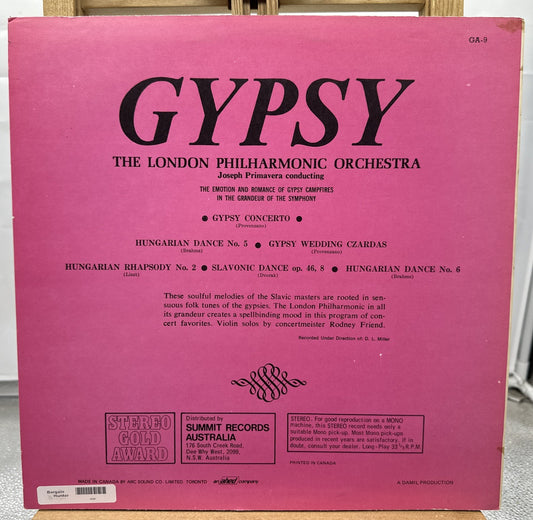 GA-9
GYPSY
THE LONDON PHILHARMONIC ORCHESTRA
Joseph Primavera conducting
THE EMOTION AND ROMANCE OF GYPSY CAMPFIRES
IN THE GRANDEUR OF THE SYMPHONY
● GYPSY CONCERTO ●
(Provenzano)
HUNGARIAN DANCE No. 5 ● GYPSY WEDDING CZARDAS
(Brahms) (Provenzano)
HUNGARIAN RHAPSODY No. 2 ● SLAVONIC DANCE op. 46, 8 ● HUNGARIAN DANCE No. 6
(Liszt) (Dvorak) (Brahms)
These soulful melodies of the Slavic masters are rooted in sen-
suous folk tunes of the gypsies. The London Philharmonic in all
its grandeur creates a spellbinding mood in this program of con-
cert favorites. Violin solos by concertmeister Rodney Friend.
Recorded Under Direction of: D. L. Miller
STEREO
GOLD
AWARD
Distributed by
SUMMIT RECORDS
AUSTRALIA
176 South Creek Road,
Dee Why West, 2099,
N.S.W. Australia
STEREO. For good reproduction on a MONO
machine, this STEREO record needs only a
suitable Mono pick-up. Most Mono pick-ups
produced in recent years are satisfactory. If in
doubt, consult your dealer. Long-Play 33 1/3 R.P.M.
PRINTED IN CANADA
MADE IN CANADA BY ARC SOUND CO. LIMITED TORONTO an ahed company
A DAMIL PRODUCTION
Bargain
Hunter